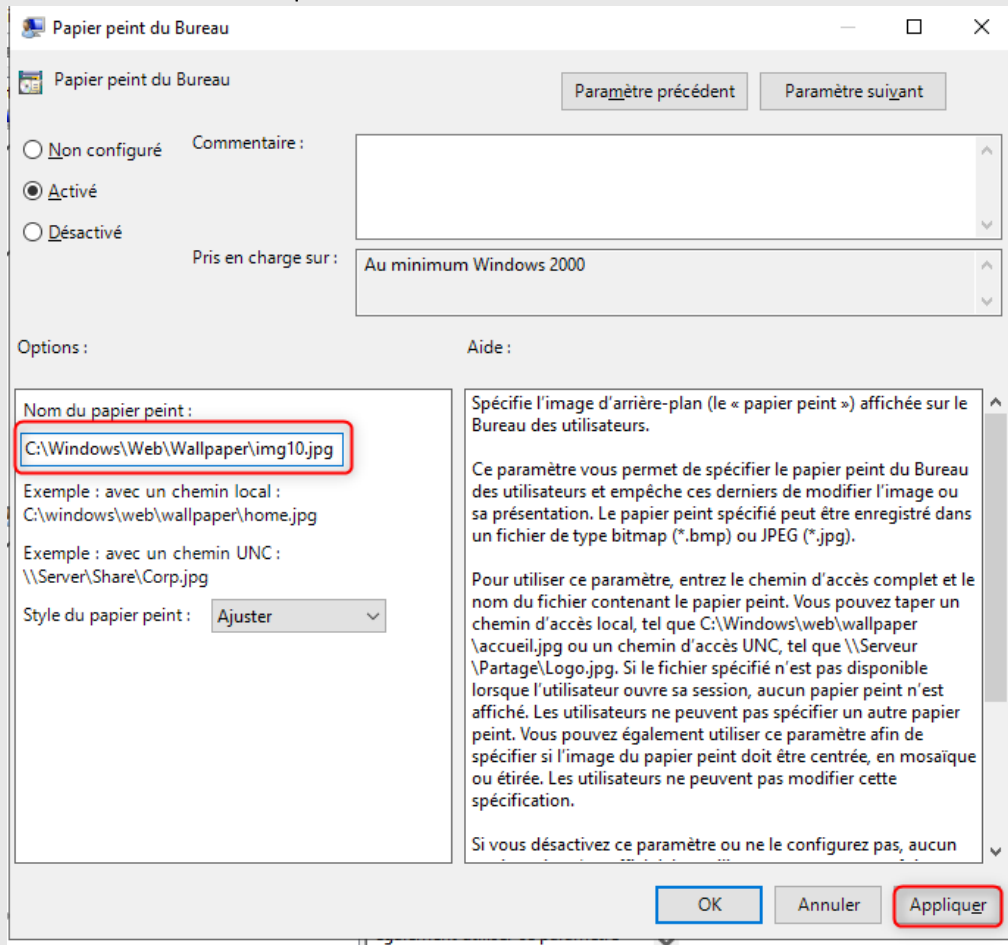 Papier peint du Bureau
Papier peint du Bureau
Paramètre précédent
Paramètre suivant
Non configuré
Commentaire :
Activé
Désactivé
Pris en charge sur :
Au minimum Windows 2000
Options :
Aide :
Nom du papier peint :
C:\Windows\Web\Wallpaper\img10.jpg
Exemple : avec un chemin local :
C:\windows\web\wallpaper\home.jpg
Exemple : avec un chemin UNC :
\\Server\Share\Corp.jpg
Style du papier peint :
Ajuster
Spécifie l'image d'arrière-plan (le « papier peint ») affichée sur le
Bureau des utilisateurs.
Ce paramètre vous permet de spécifier le papier peint du Bureau
des utilisateurs et empêche ces derniers de modifier l'image ou
sa présentation. Le papier peint spécifié peut être enregistré dans
un fichier de type bitmap (*.bmp) ou JPEG (*.jpg).
Pour utiliser ce paramètre, entrez le chemin d'accès complet et le
nom du fichier contenant le papier peint. Vous pouvez taper un
chemin d'accès local, tel que C:\Windows\web\wallpaper
\accueil.jpg ou un chemin d'accès UNC, tel que \\Serveur
\Partage\Logo.jpg. Si le fichier spécifié n'est pas disponible
lorsque l'utilisateur ouvre sa session, aucun papier peint n'est
affiché. Les utilisateurs ne peuvent pas spécifier un autre papier
peint. Vous pouvez également utiliser ce paramètre afin de
spécifier si l'image du papier peint doit être centrée, en mosaïque
ou étirée. Les utilisateurs ne peuvent pas modifier cette
spécification.
Si vous désactivez ce paramètre ou ne le configurez pas, aucun
OK
Annuler
Appliquer